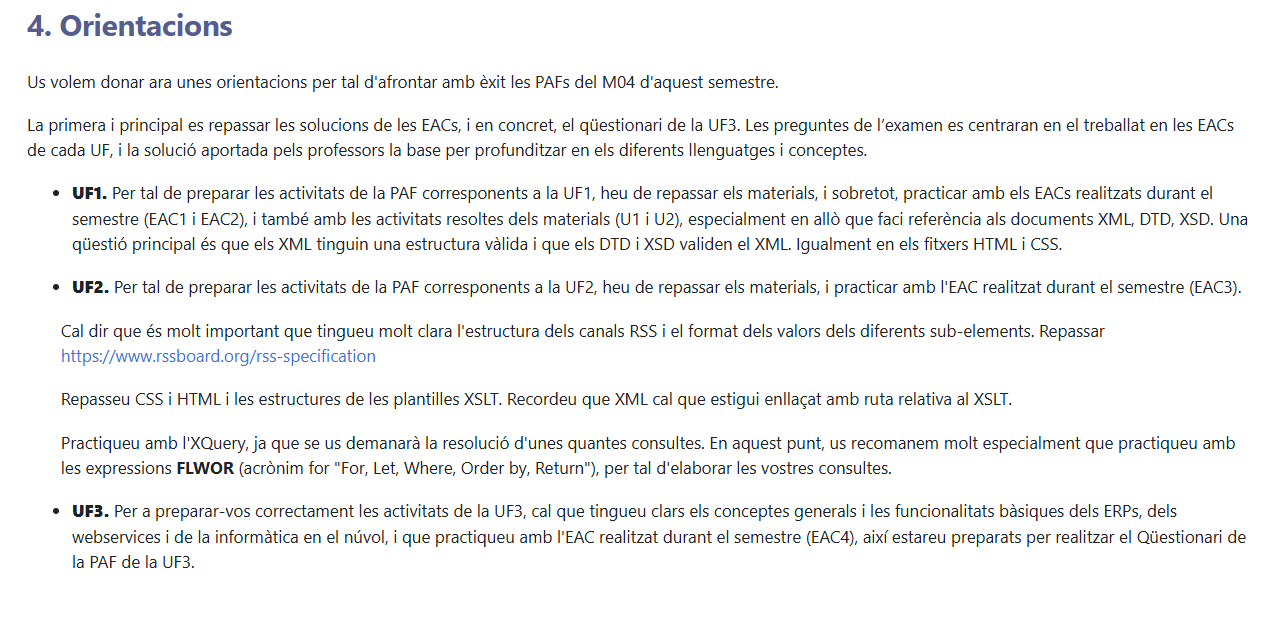 4. Orientacions
Us volem donar ara unes orientacions per tal d'afrontar amb èxit les PAFs del M04 d'aquest semestre.
La primera i principal es repassar les solucions de les EACs, i en concret, el qüestionari de la UF3. Les preguntes de l’examen es centraran en el treballat en les EACs
de cada UF, i la solució aportada pels professors la base per profunditzar en els diferents llenguatges i conceptes.
• UF1. Per tal de preparar les activitats de la PAF corresponents a la UF1, heu de repassar els materials, i sobretot, practicar amb els EACs realitzats durant el
semestre (EAC1 i EAC2), i també amb les activitats resoltes dels materials (U1 i U2), especialment en allò que faci referència als documents XML, DTD, XSD. Una
qüestió principal és que els XML tinguin una estructura vàlida i que els DTD i XSD validen el XML. Igualment en els fitxers HTML i CSS.
• UF2. Per tal de preparar les activitats de la PAF corresponents a la UF2, heu de repassar els materials, i practicar amb l'EAC realitzat durant el semestre (EAC3).
Cal dir que és molt important que tingueu molt clara l'estructura dels canals RSS i el format dels valors dels diferents sub-elements. Repassar
https://www.rssboard.org/rss-specification
Repasseu CSS i HTML i les estructures de les plantilles XSLT. Recordeu que XML cal que estigui enllaçat amb ruta relativa al XSLT.
Practiqueu amb l'XQuery, ja que se us demanarà la resolució d'unes quantes consultes. En aquest punt, us recomanem molt especialment que practiqueu amb
les expressions FLWOR (acrònim for "For, Let, Where, Order by, Return"), per tal d'elaborar les vostres consultes.
• UF3. Per a preparar-vos correctament les activitats de la UF3, cal que tingueu clars els conceptes generals i les funcionalitats bàsiques dels ERPs, dels
webservices i de la informàtica en el núvol, i que practiqueu amb l'EAC realitzat durant el semestre (EAC4), així estareu preparats per realitzar el Qüestionari de
la PAF de la UF3.